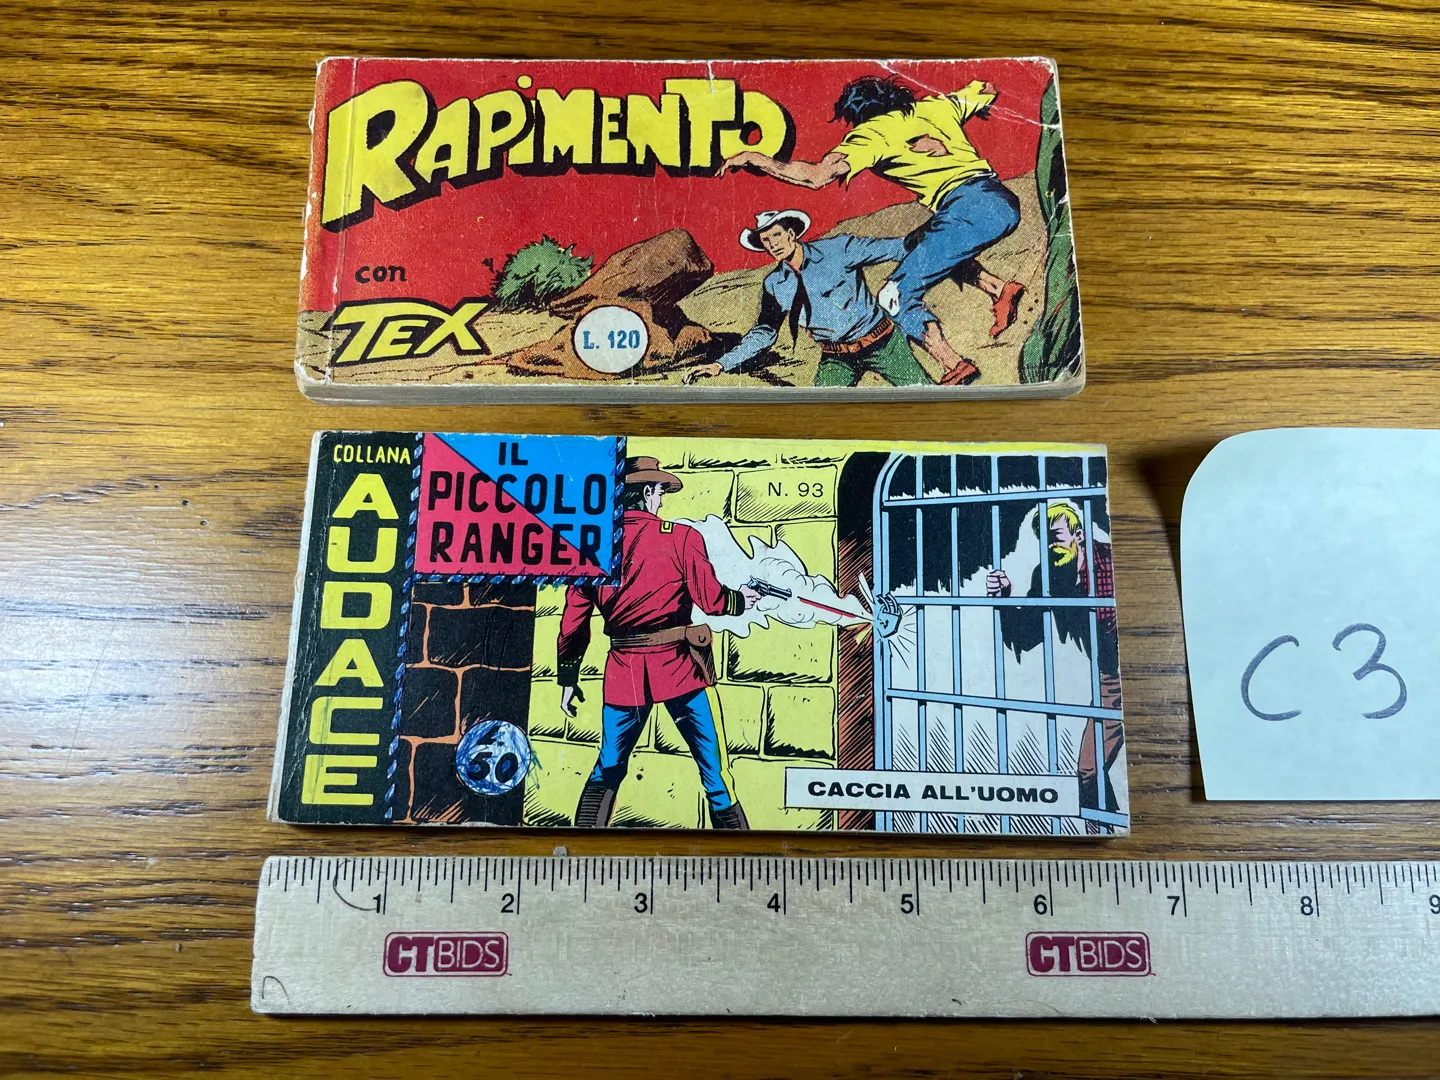 RAPiMENTO
con
TEX
L. 120
COLLANA
AUDACE
IL
PICCOLO
RANGER
N. 93
L.
50
CACCIA ALL'UOMO
C3
1 2 3 4 5 6 7 8 9
CTBIDS CTBIDS